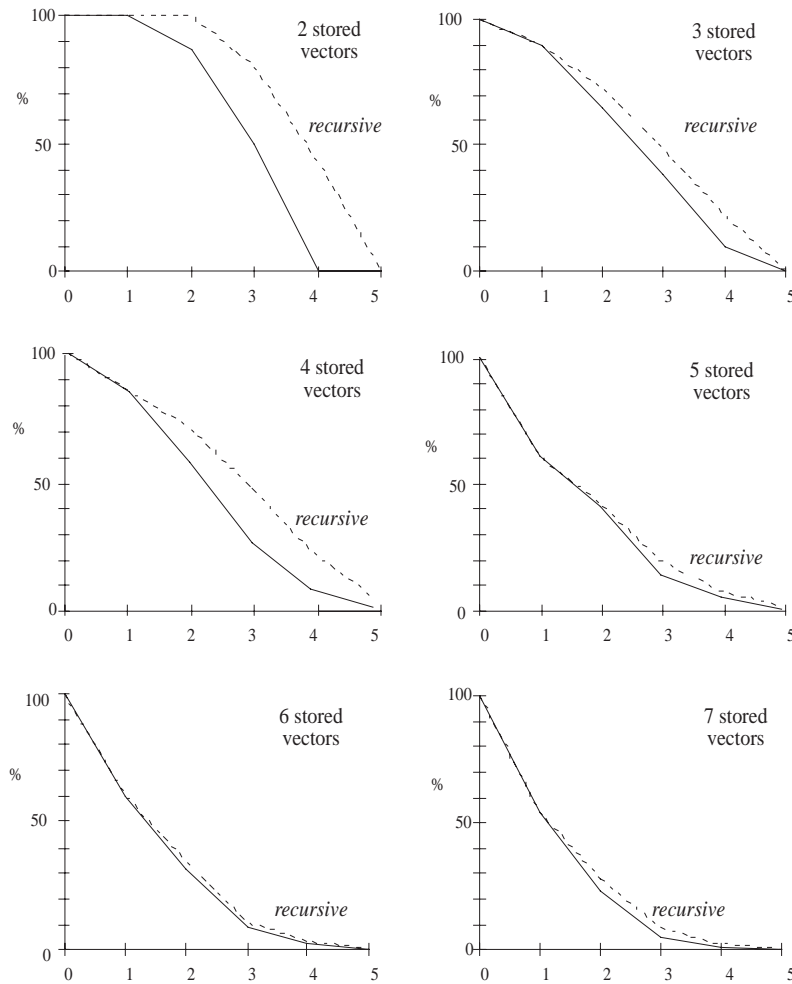 100
2 stored
vectors
%
recursive
50
0
0 1 2 3 4 5
100
3 stored
vectors
%
recursive
50
0
0 1 2 3 4 5
100
4 stored
vectors
%
50
recursive
0
0 1 2 3 4 5
100
5 stored
vectors
%
50
recursive
0
0 1 2 3 4 5
100
6 stored
vectors
%
50
recursive
0
0 1 2 3 4 5
100
7 stored
vectors
%
50
recursive
0
0 1 2 3 4 5